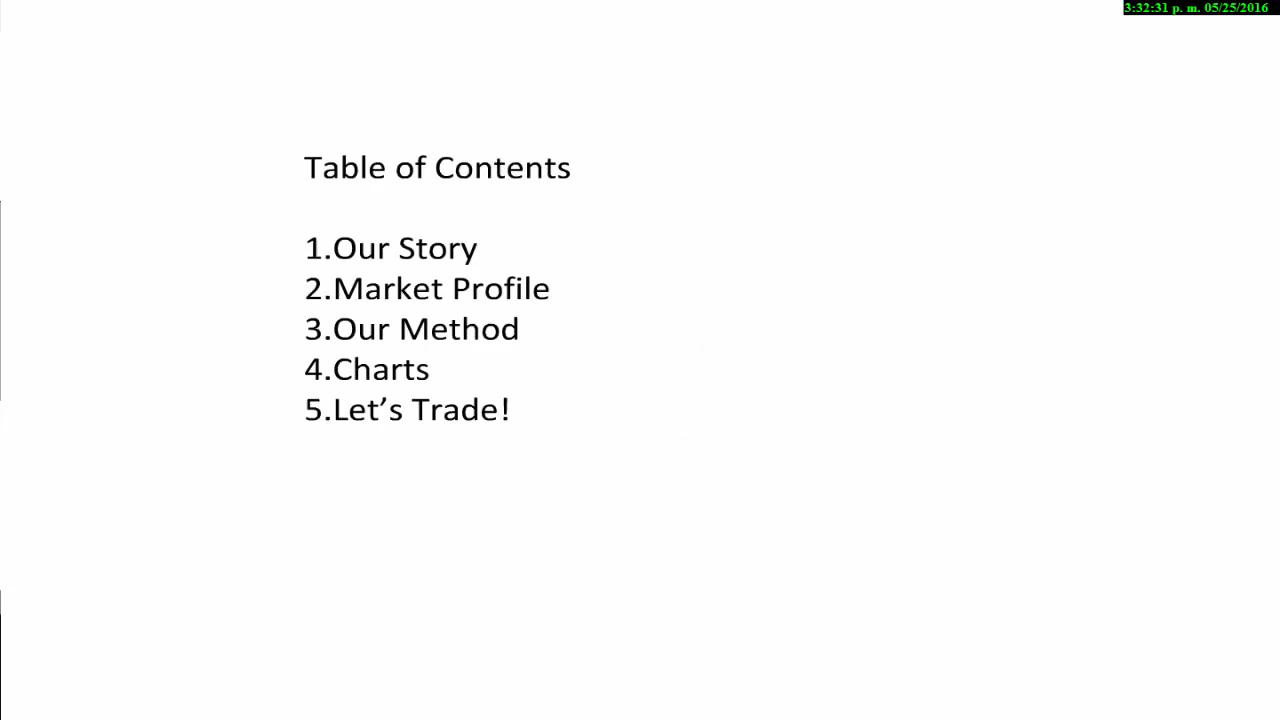 3:32:31 p. m. 05/25/2016
Table of Contents
1.Our Story
2.Market Profile
3.Our Method
4.Charts
5.Let’s Trade!